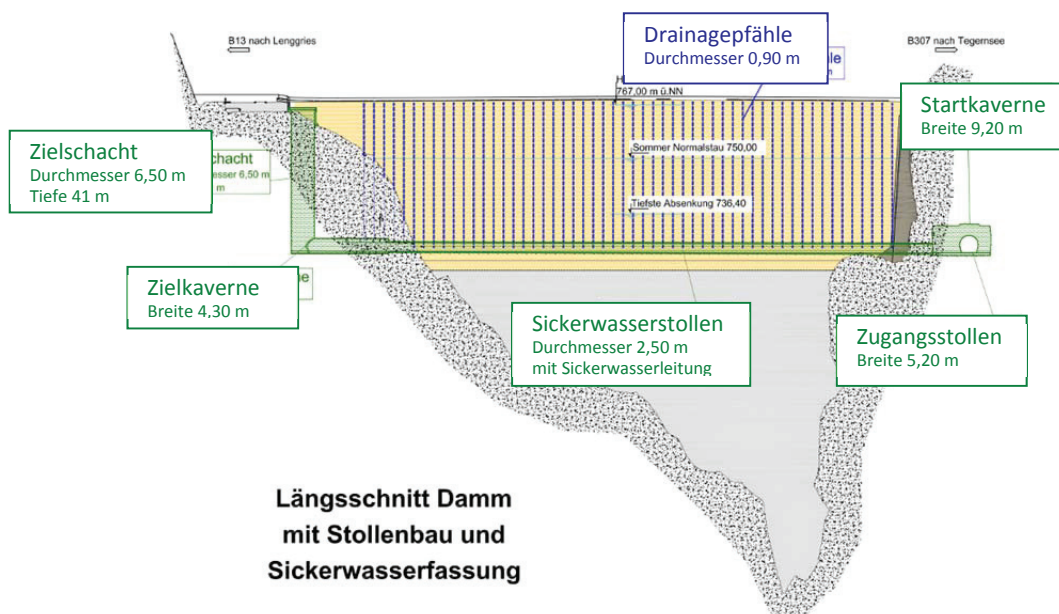 B13 nach Lenggries
Drainagepfähle
Durchmesser 0,90 m
B307 nach Tegernsee
767,00 m ü.NN
Startkaverne
Breite 9,20 m
Zielschacht
Durchmesser 6,50 m
Tiefe 41 m
Sommer Normalstau 750,00
Tiefste Absenkung 736,40
Zielkaverne
Breite 4,30 m
Sickerwasserstollen
Durchmesser 2,50 m
mit Sickerwasserleitung
Zugangsstollen
Breite 5,20 m
Längsschnitt Damm
mit Stollenbau und
Sickerwasserfassung